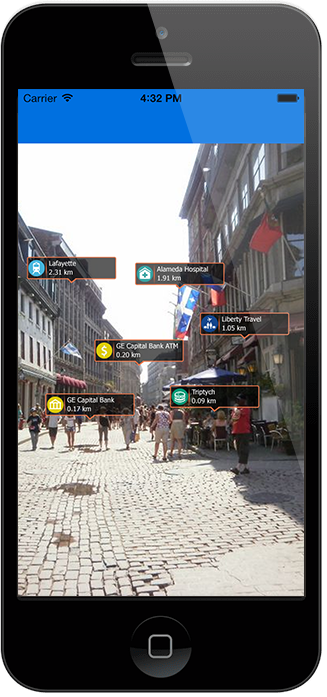 Carrier 4:32 PM
Lafayette
2.31 km
Alameda Hospital
1.91 km
Liberty Travel
1.05 km
GE Capital Bank ATM
0.20 km
$
Triptych
0.09 km
GE Capital Bank
0.17 km